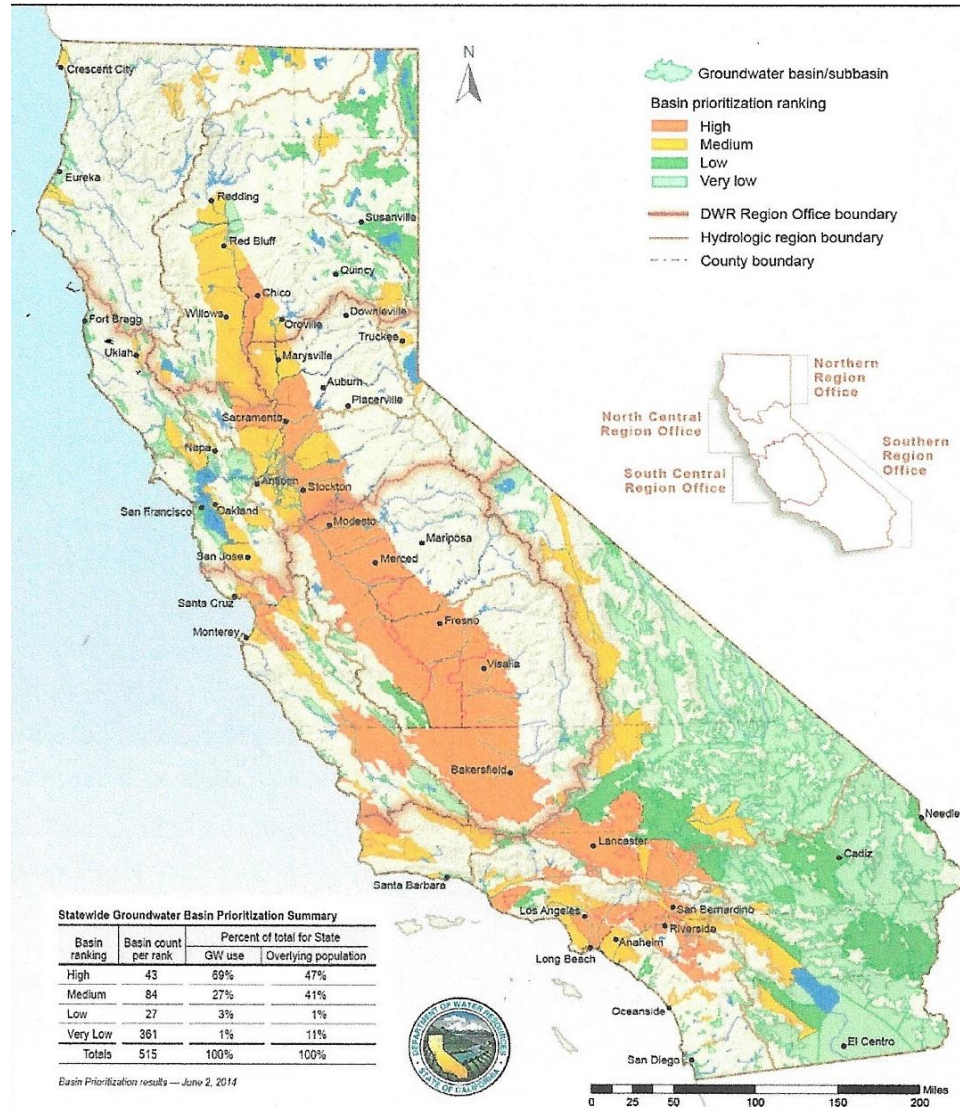 N
Crescent City
Eureka
Redding
Red Bluff
Susanville
Quincy
Chico
Willows
Oroville
Downieville
Fort Bragg
Ukiah
Truckee
Marysville
Auburn
Placerville
Sacramento
Napa
Antioch
Stockton
San Francisco
Oakland
Modesto
Mariposa
San Jose
Merced
Santa Cruz
Fresno
Monterey
Visalia
Bakersfield
Needle
Lancaster
Cadiz
Santa Barbara
Los Angeles
San Bernardino
Riverside
Anaheim
Long Beach
Oceanside
El Centro
San Diego
Groundwater basin/subbasin
Basin prioritization ranking
High
Medium
Low
Very low
DWR Region Office boundary
Hydrologic region boundary
County boundary
Northern
Region
Office
North Central
Region Office
Southern
Region
Office
South Central
Region Office
Statewide Groundwater Basin Prioritization Summary
Basin ranking Basin count per rank Percent of total for State
GW use Overlying population
High 43 69% 47%
Medium 84 27% 41%
Low 27 3% 1%
Very Low 361 1% 11%
Totals 515 100% 100%
Basin Prioritization results — June 2, 2014
DEPARTMENT OF WATER RESOURCES
STATE OF CALIFORNIA
Miles
0 25 50 100 150 200